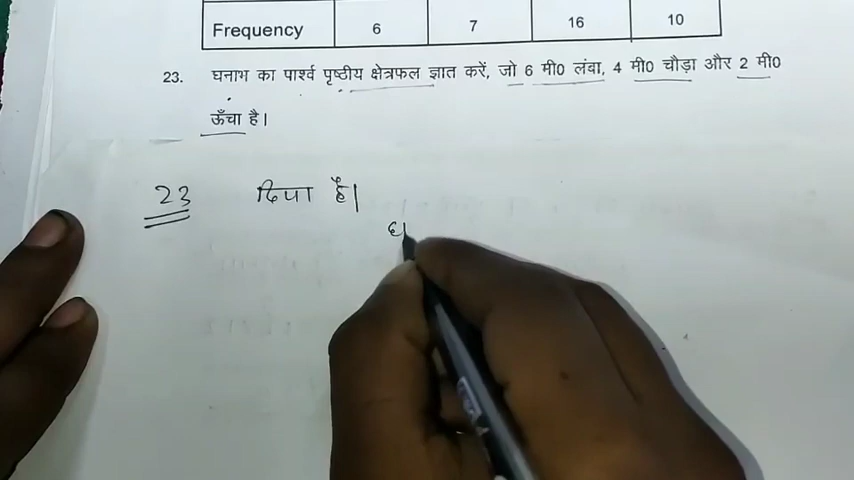 Frequency 6 7 16 10
23. घनाभ का पार्श्व पृष्ठीय क्षेत्रफल ज्ञात करें, जो 6 मी0 लंबा, 4 मी0 चौड़ा और 2 मी0
ऊँचा है।
23 दिया है।